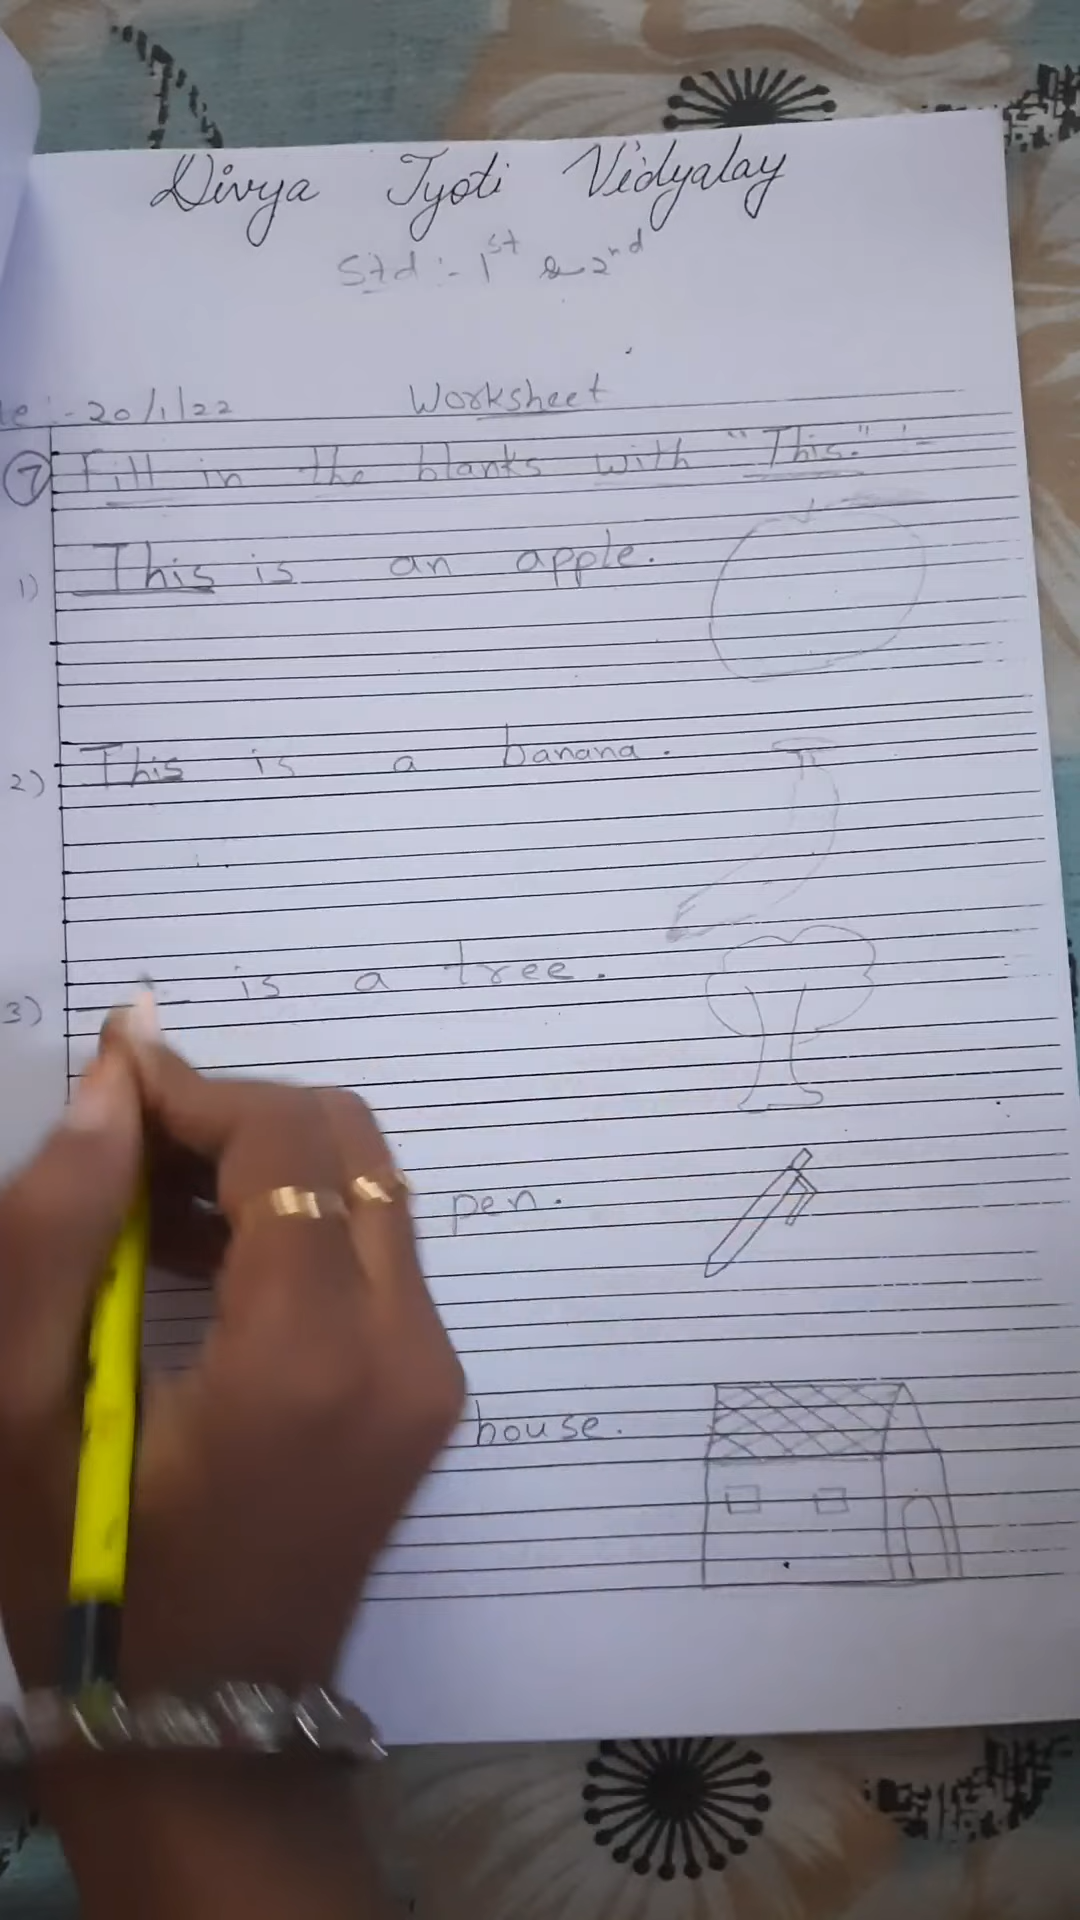 Divya Jyoti Vidyalay
Std :- 1st & 2nd
Worksheet
te :- 20/1/22
7 Fill in the blanks with "This." :-
1) This is an apple.
2) This is a banana.
3) is a tree.
pen.
house.